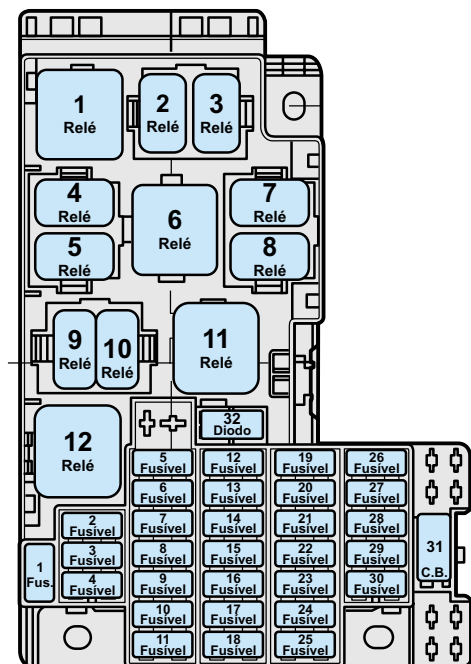 1
Relé
2
Relé
3
Relé
4
Relé
5
Relé
6
Relé
7
Relé
8
Relé
9
Relé
10
Relé
11
Relé
12
Relé
32
Diodo
1
Fus.
2
Fusível
3
Fusível
4
Fusível
5
Fusível
6
Fusível
7
Fusível
8
Fusível
9
Fusível
10
Fusível
11
Fusível
12
Fusível
13
Fusível
14
Fusível
15
Fusível
16
Fusível
17
Fusível
18
Fusível
19
Fusível
20
Fusível
21
Fusível
22
Fusível
23
Fusível
24
Fusível
25
Fusível
26
Fusível
27
Fusível
28
Fusível
29
Fusível
30
Fusível
31
C.B.